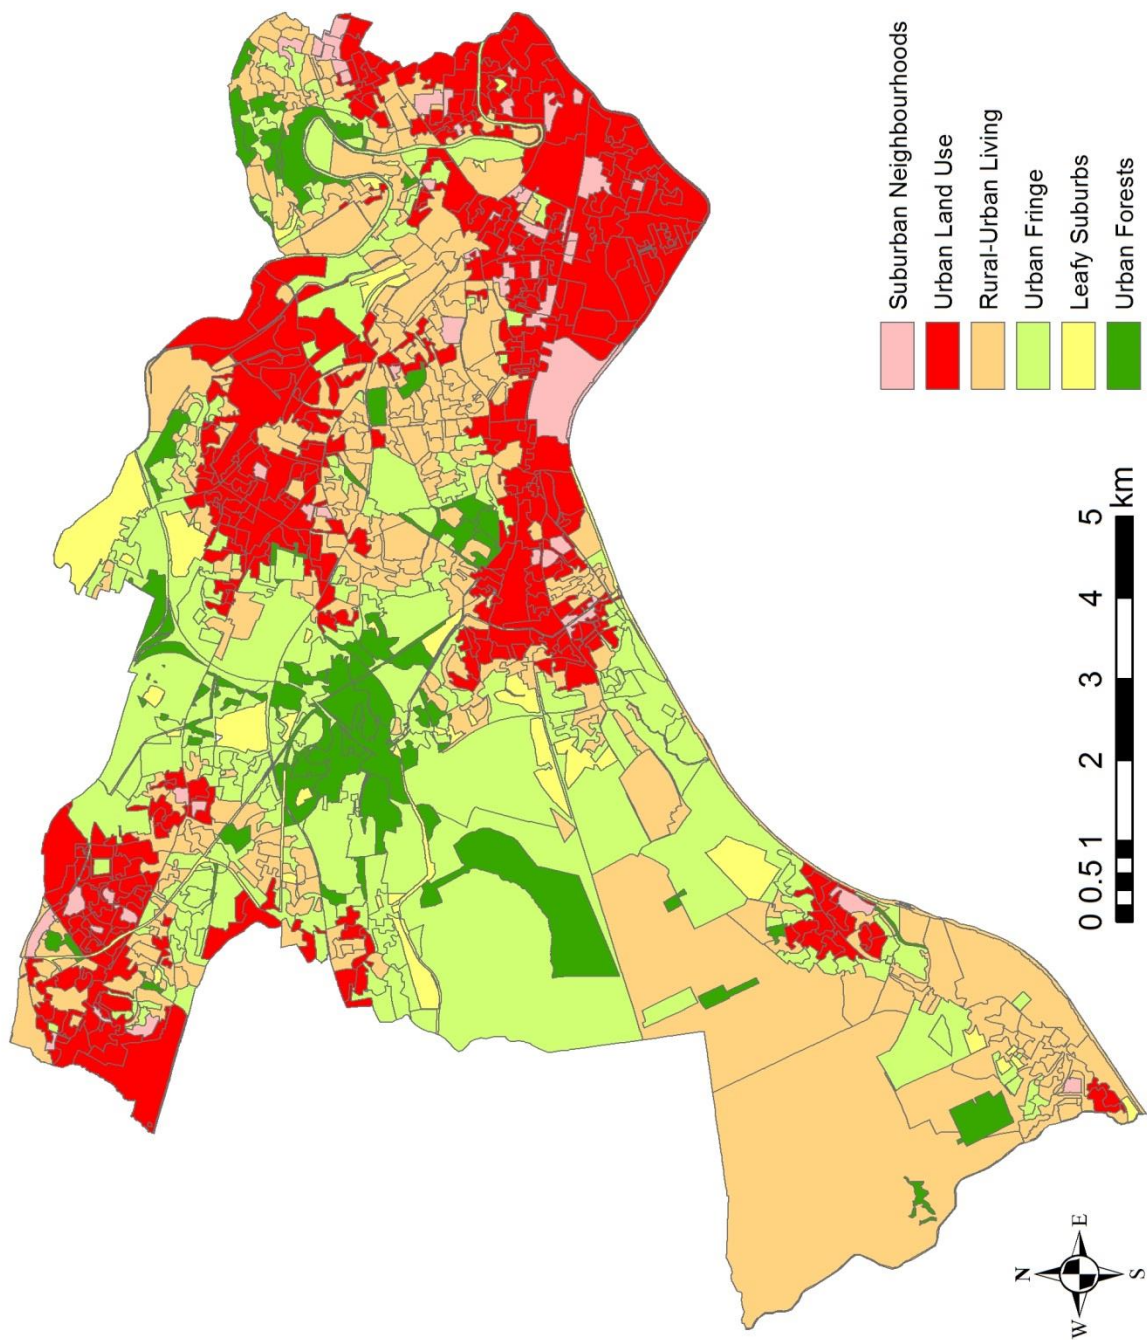 Suburban Neighbourhoods
Urban Land Use
Rural-Urban Living
Urban Fringe
Leafy Suburbs
Urban Forests
0 0.5 1 2 3 4 5
km
N
W E
S